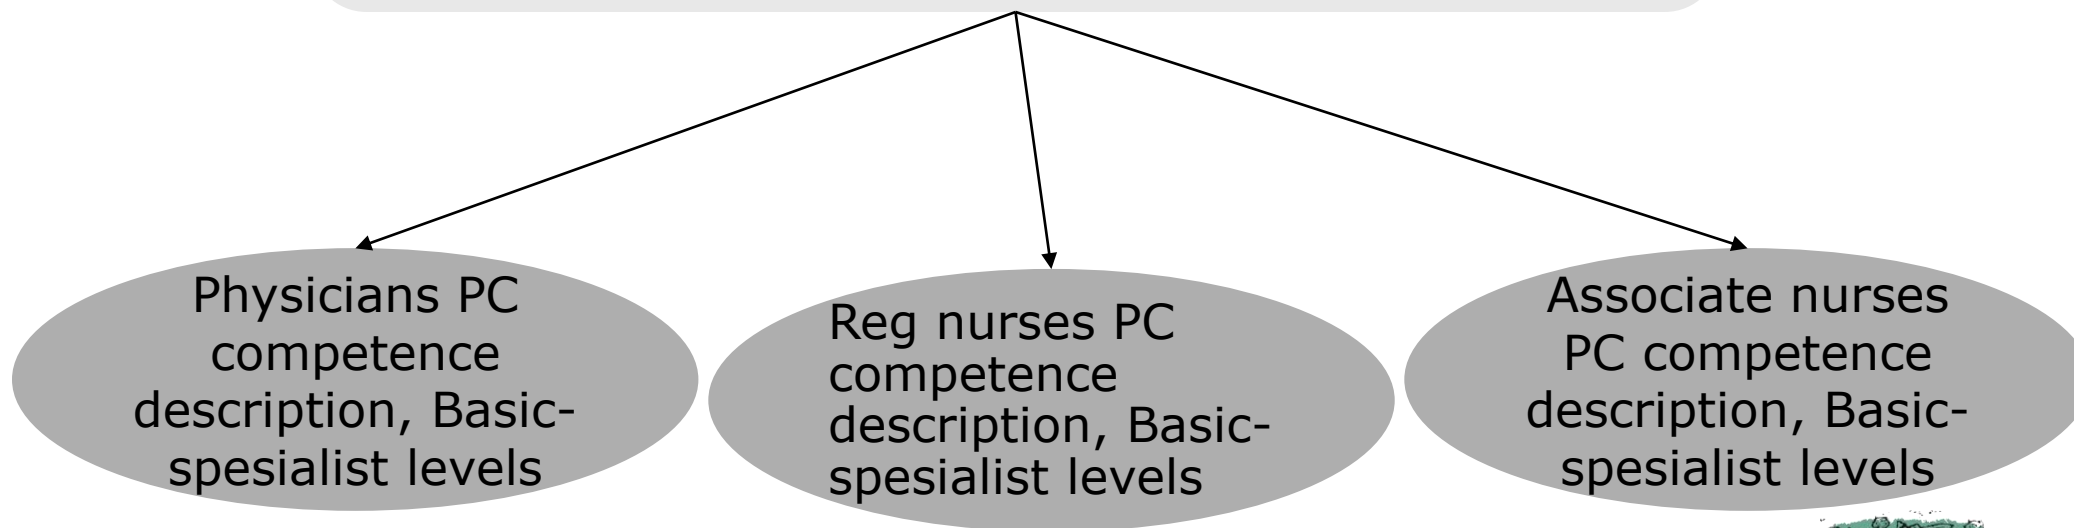 Physicians PC
competence
description, Basic-
spesialist levels
Reg nurses PC
competence
description, Basic-
spesialist levels
Associate nurses
PC competence
description, Basic-
spesialist levels